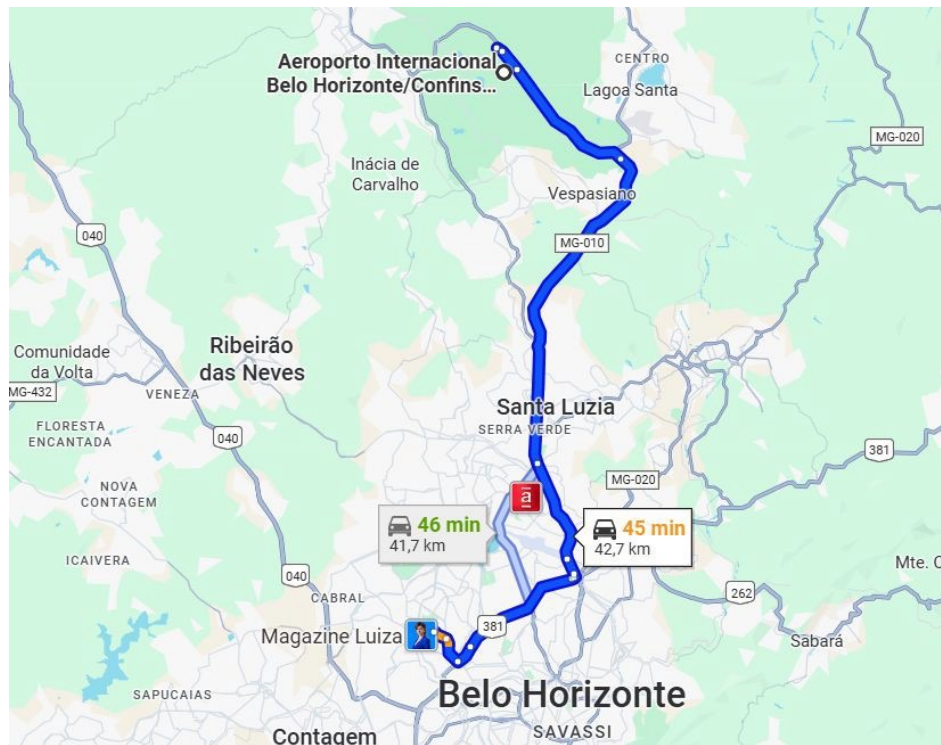 Aeroporto Internacional
Belo Horizonte/Confins...
CENTRO
Lagoa Santa
MG-020
Inácia de
Carvalho
Vespasiano
040
MG-010
Ribeirão
das Neves
Comunidade
da Volta
MG-432
VENEZA
Santa Luzia
SERRA VERDE
FLORESTA
ENCANTADA
040
381
NOVA
CONTAGEM
MG-020
ā
46 min
41,7 km
45 min
42,7 km
ICAIVERA
040
Mte. C
262
CABRAL
Magazine Luiza
381
Sabará
SAPUCAIAS
Belo Horizonte
Contagem
SAVASSI